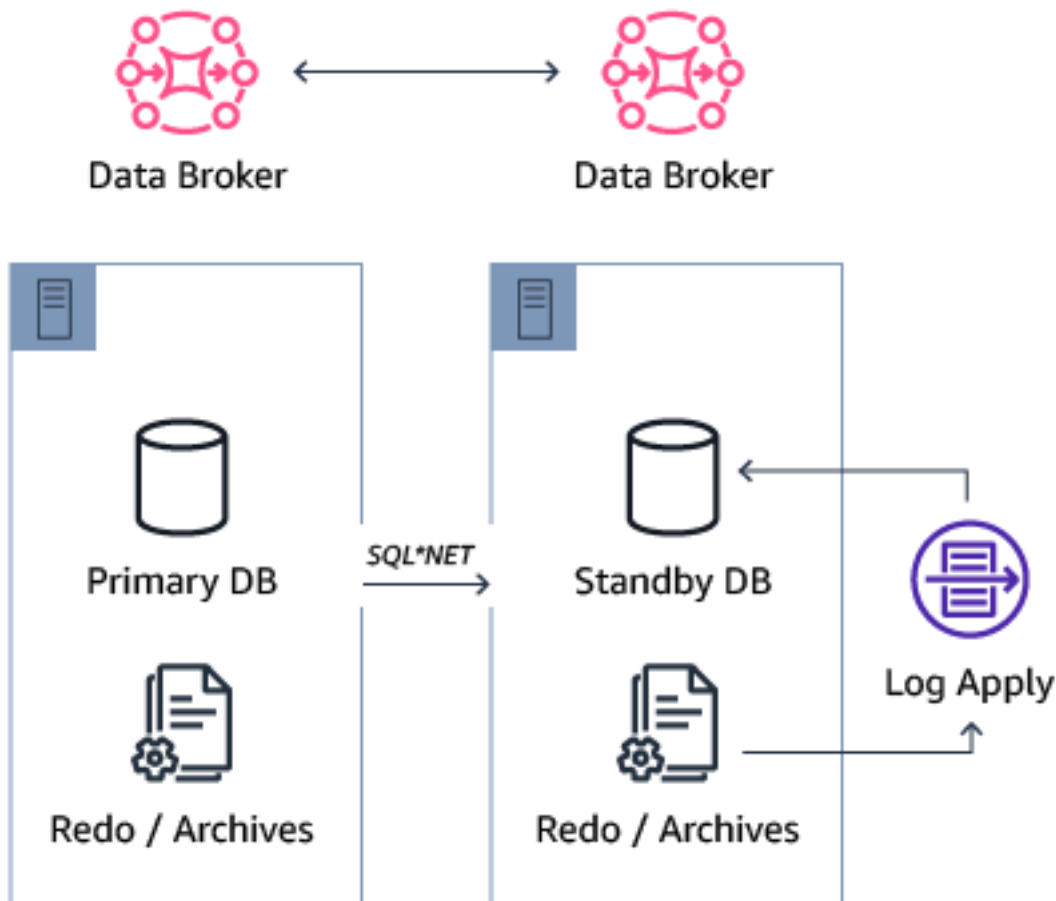 Data Broker
Data Broker
Primary DB
SQL*NET
Standby DB
Log Apply
Redo / Archives
Redo / Archives